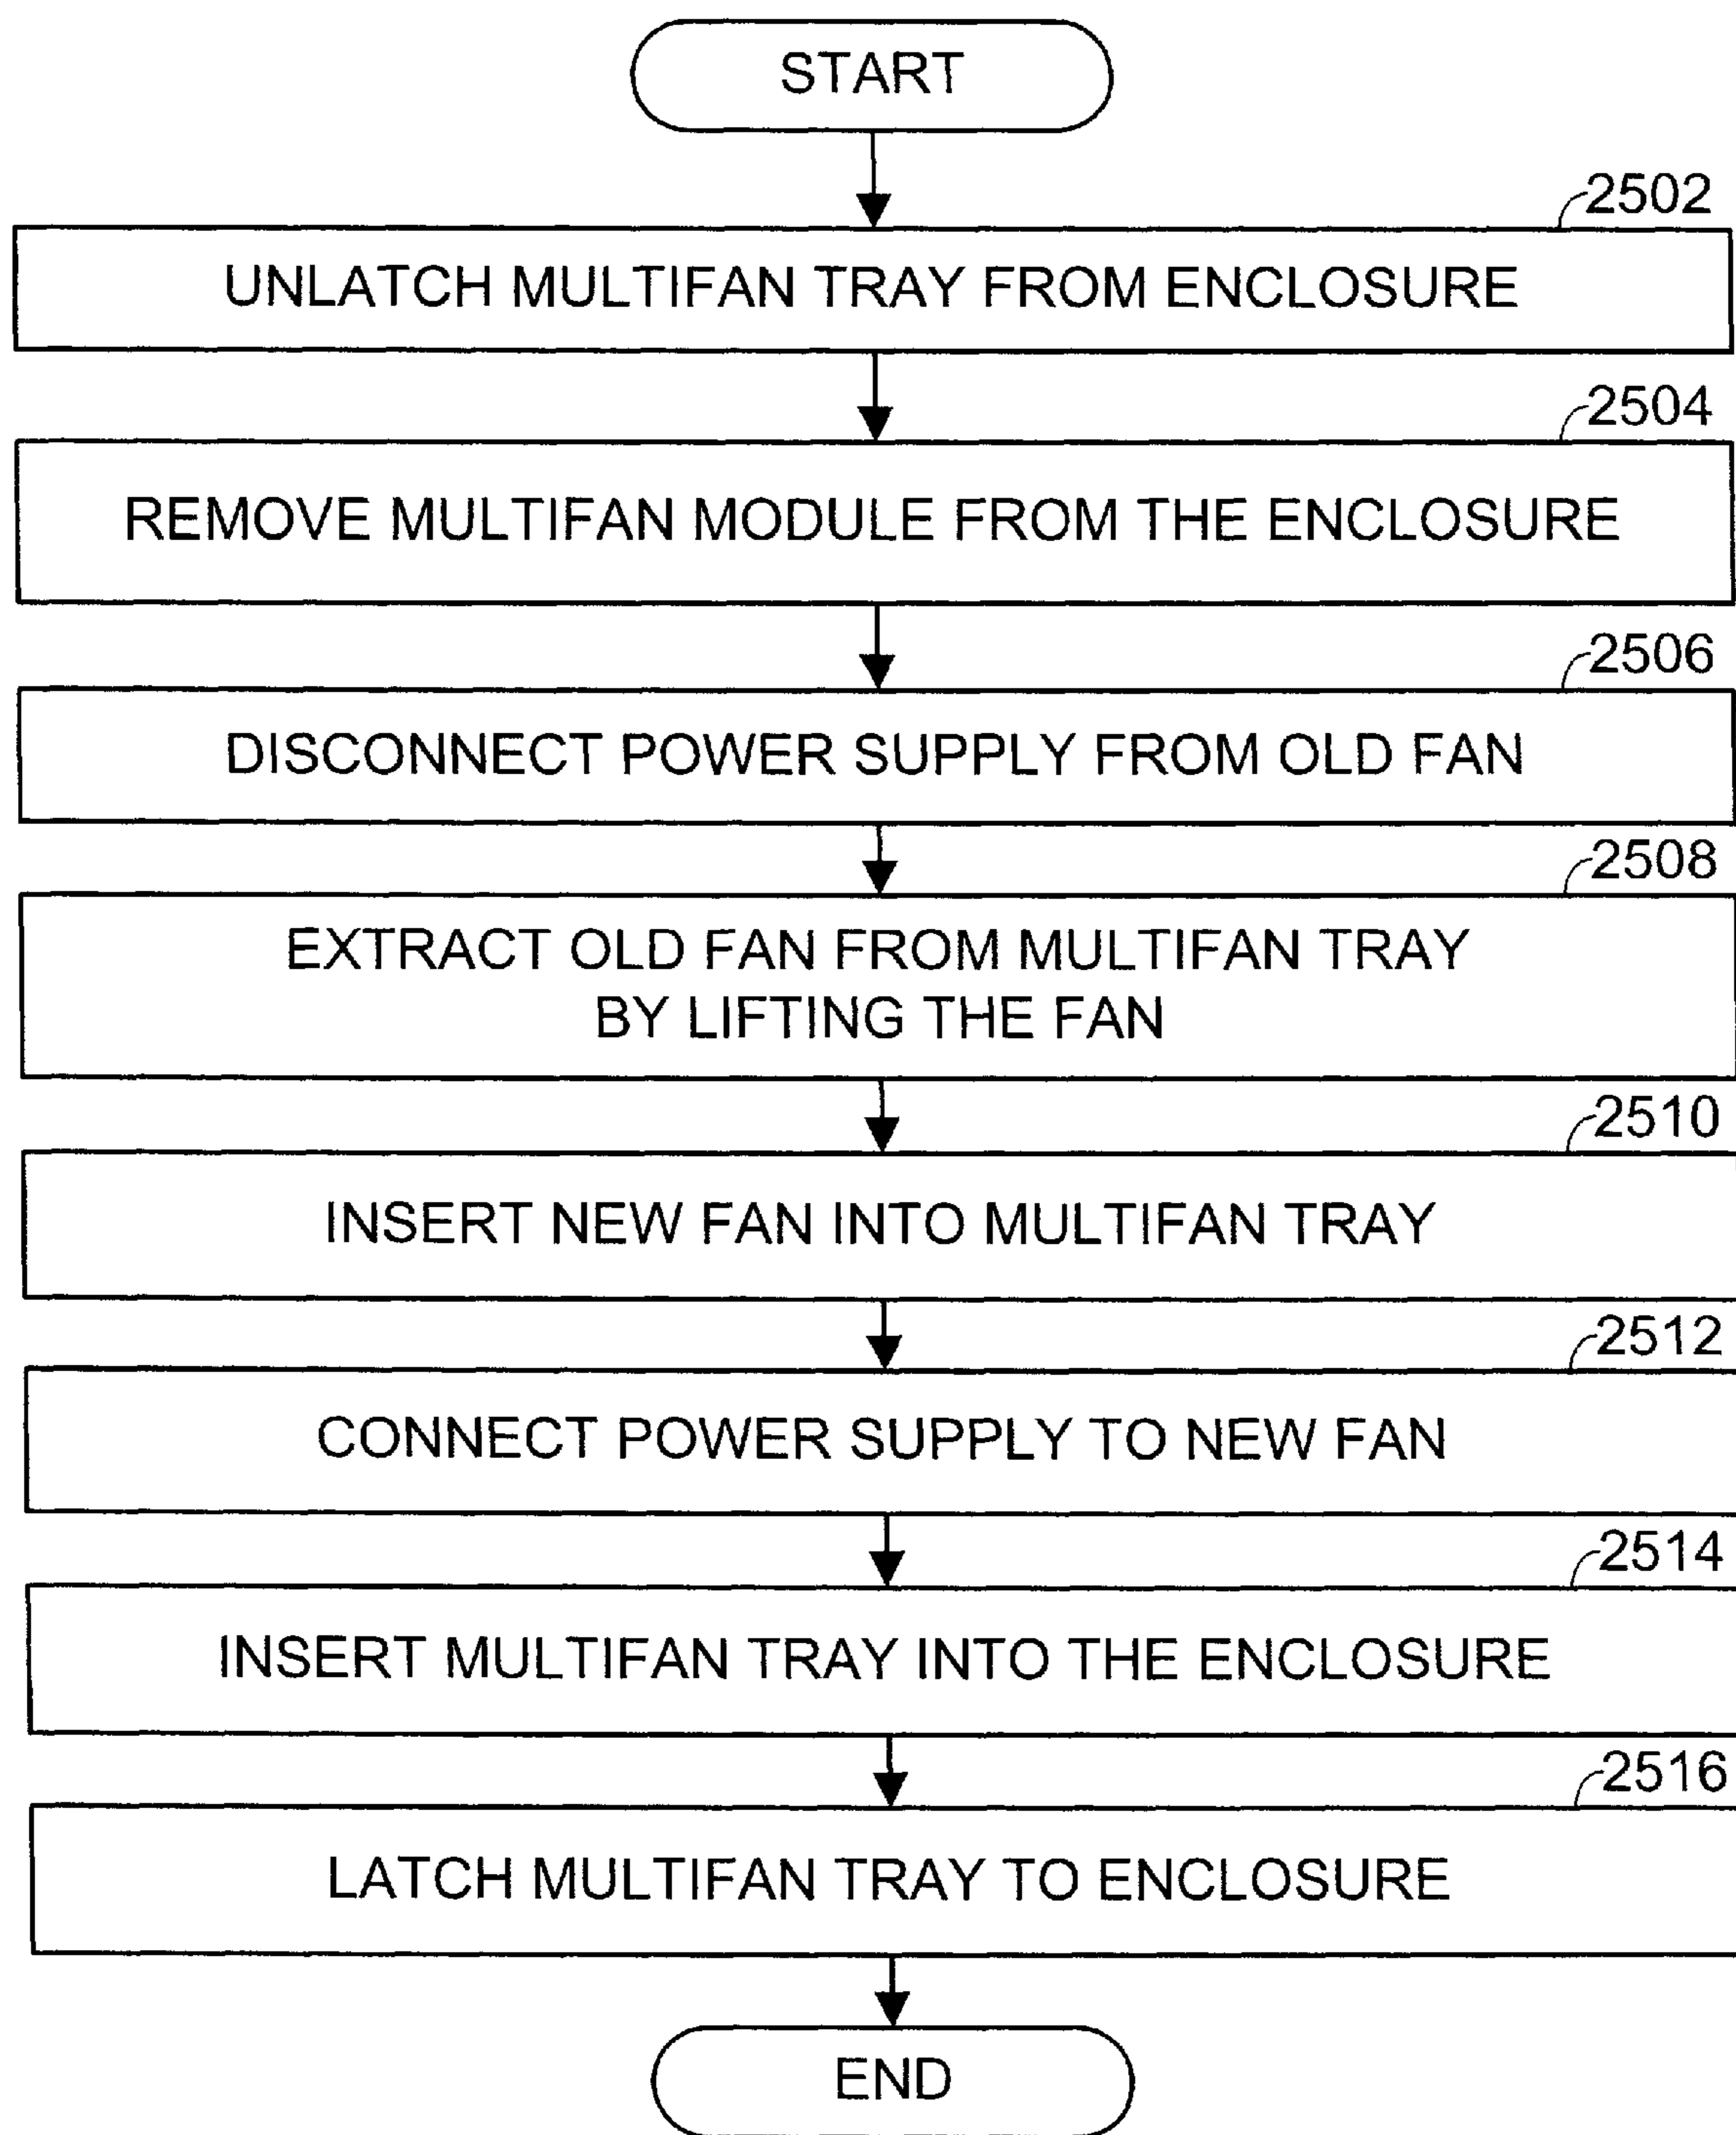 START
2502
UNLATCH MULTIFAN TRAY FROM ENCLOSURE
2504
REMOVE MULTIFAN MODULE FROM THE ENCLOSURE
2506
DISCONNECT POWER SUPPLY FROM OLD FAN
2508
EXTRACT OLD FAN FROM MULTIFAN TRAY
BY LIFTING THE FAN
2510
INSERT NEW FAN INTO MULTIFAN TRAY
2512
CONNECT POWER SUPPLY TO NEW FAN
2514
INSERT MULTIFAN TRAY INTO THE ENCLOSURE
2516
LATCH MULTIFAN TRAY TO ENCLOSURE
END